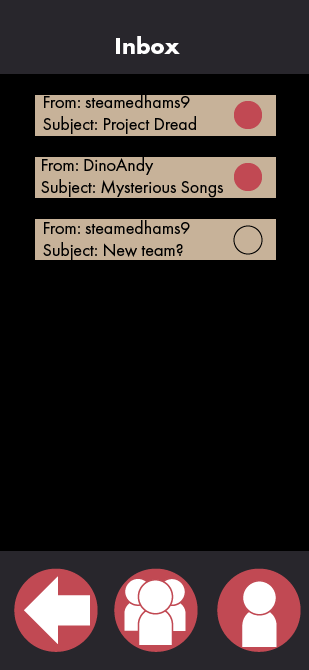 Inbox
From: steamedhams9
Subject: Project Dread
From: DinoAndy
Subject: Mysterious Songs
From: steamedhams9
Subject: New team?